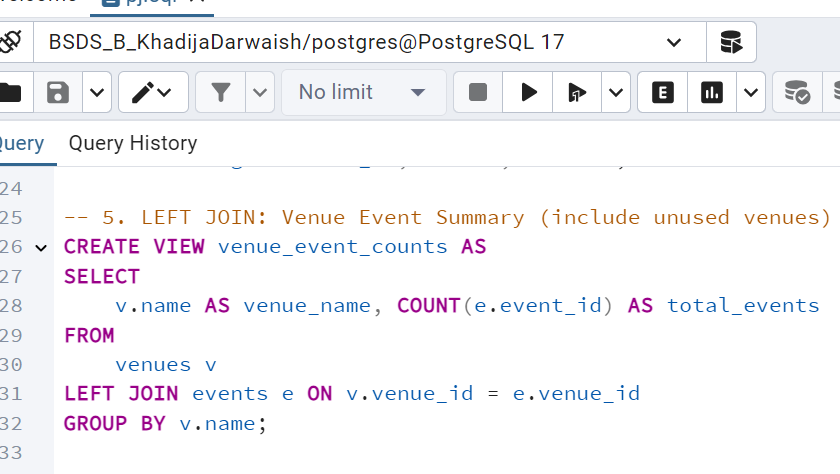 BSDS_B_KhadijaDarwaish/postgres@PostgreSQL 17
No limit
E
Query Query History
24
25 -- 5. LEFT JOIN: Venue Event Summary (include unused venues)
26 CREATE VIEW venue_event_counts AS
27 SELECT
28 v.name AS venue_name, COUNT(e.event_id) AS total_events
29 FROM
30 venues v
31 LEFT JOIN events e ON v.venue_id = e.venue_id
32 GROUP BY v.name;
33